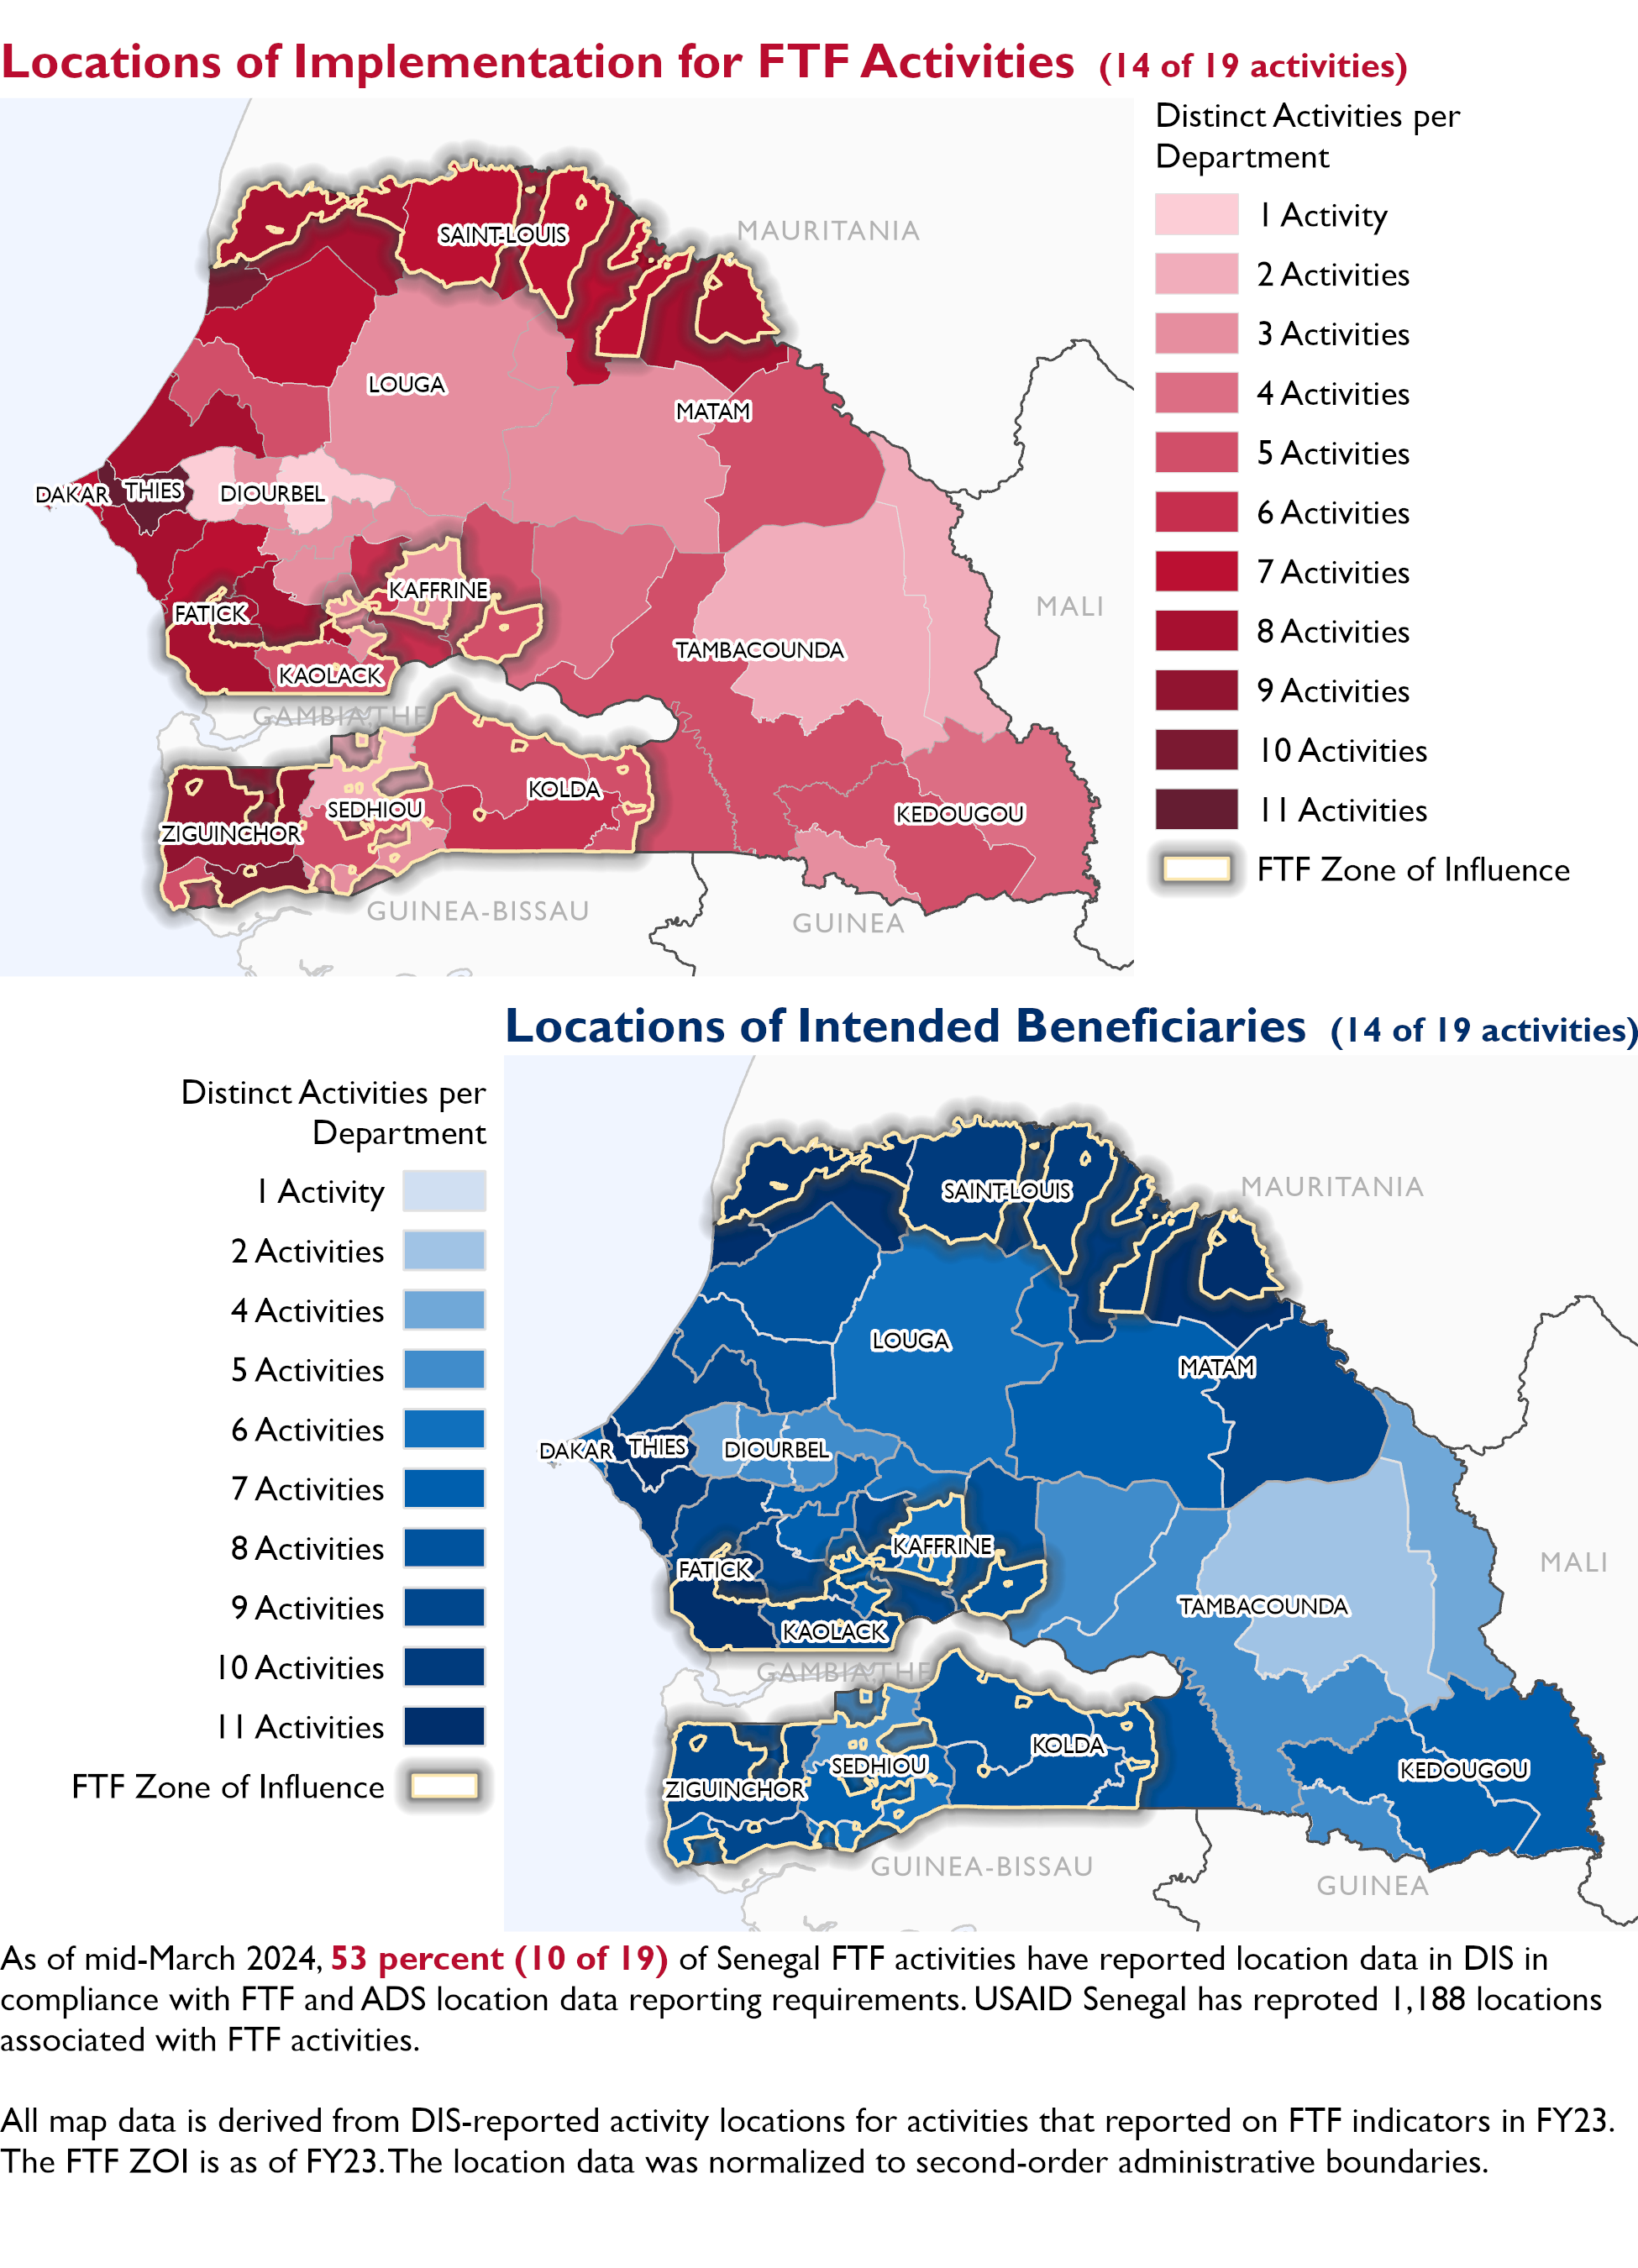 Locations of Implementation for FTF Activities (14 of 19 activities)
Distinct Activities per
Department
1 Activity
2 Activities
3 Activities
4 Activities
5 Activities
6 Activities
7 Activities
8 Activities
9 Activities
10 Activities
11 Activities
FTF Zone of Influence
MAURITANIA
SAINT-LOUIS
LOUGA
MATAM
DAKAR
THIES
DIOURBEL
KAFFRINE
MALI
FATICK
TAMBACOUNDA
KAOLACK
GAMBIA,THE
KOLDA
SEDHIOU
KEDOUGOU
ZIGUINCHOR
GUINEA-BISSAU
GUINEA
Locations of Intended Beneficiaries (14 of 19 activities)
Distinct Activities per
Department
1 Activity
2 Activities
4 Activities
5 Activities
6 Activities
7 Activities
8 Activities
9 Activities
10 Activities
11 Activities
FTF Zone of Influence
MAURITANIA
SAINT-LOUIS
LOUGA
MATAM
DAKAR
THIES
DIOURBEL
KAFFRINE
MALI
FATICK
TAMBACOUNDA
KAOLACK
GAMBIA,THE
KOLDA
SEDHIOU
KEDOUGOU
ZIGUINCHOR
GUINEA-BISSAU
GUINEA
As of mid-March 2024, 53 percent (10 of 19) of Senegal FTF activities have reported location data in DIS in
compliance with FTF and ADS location data reporting requirements. USAID Senegal has reproted 1,188 locations
associated with FTF activities.
All map data is derived from DIS-reported activity locations for activities that reported on FTF indicators in FY23.
The FTF ZOI is as of FY23. The location data was normalized to second-order administrative boundaries.